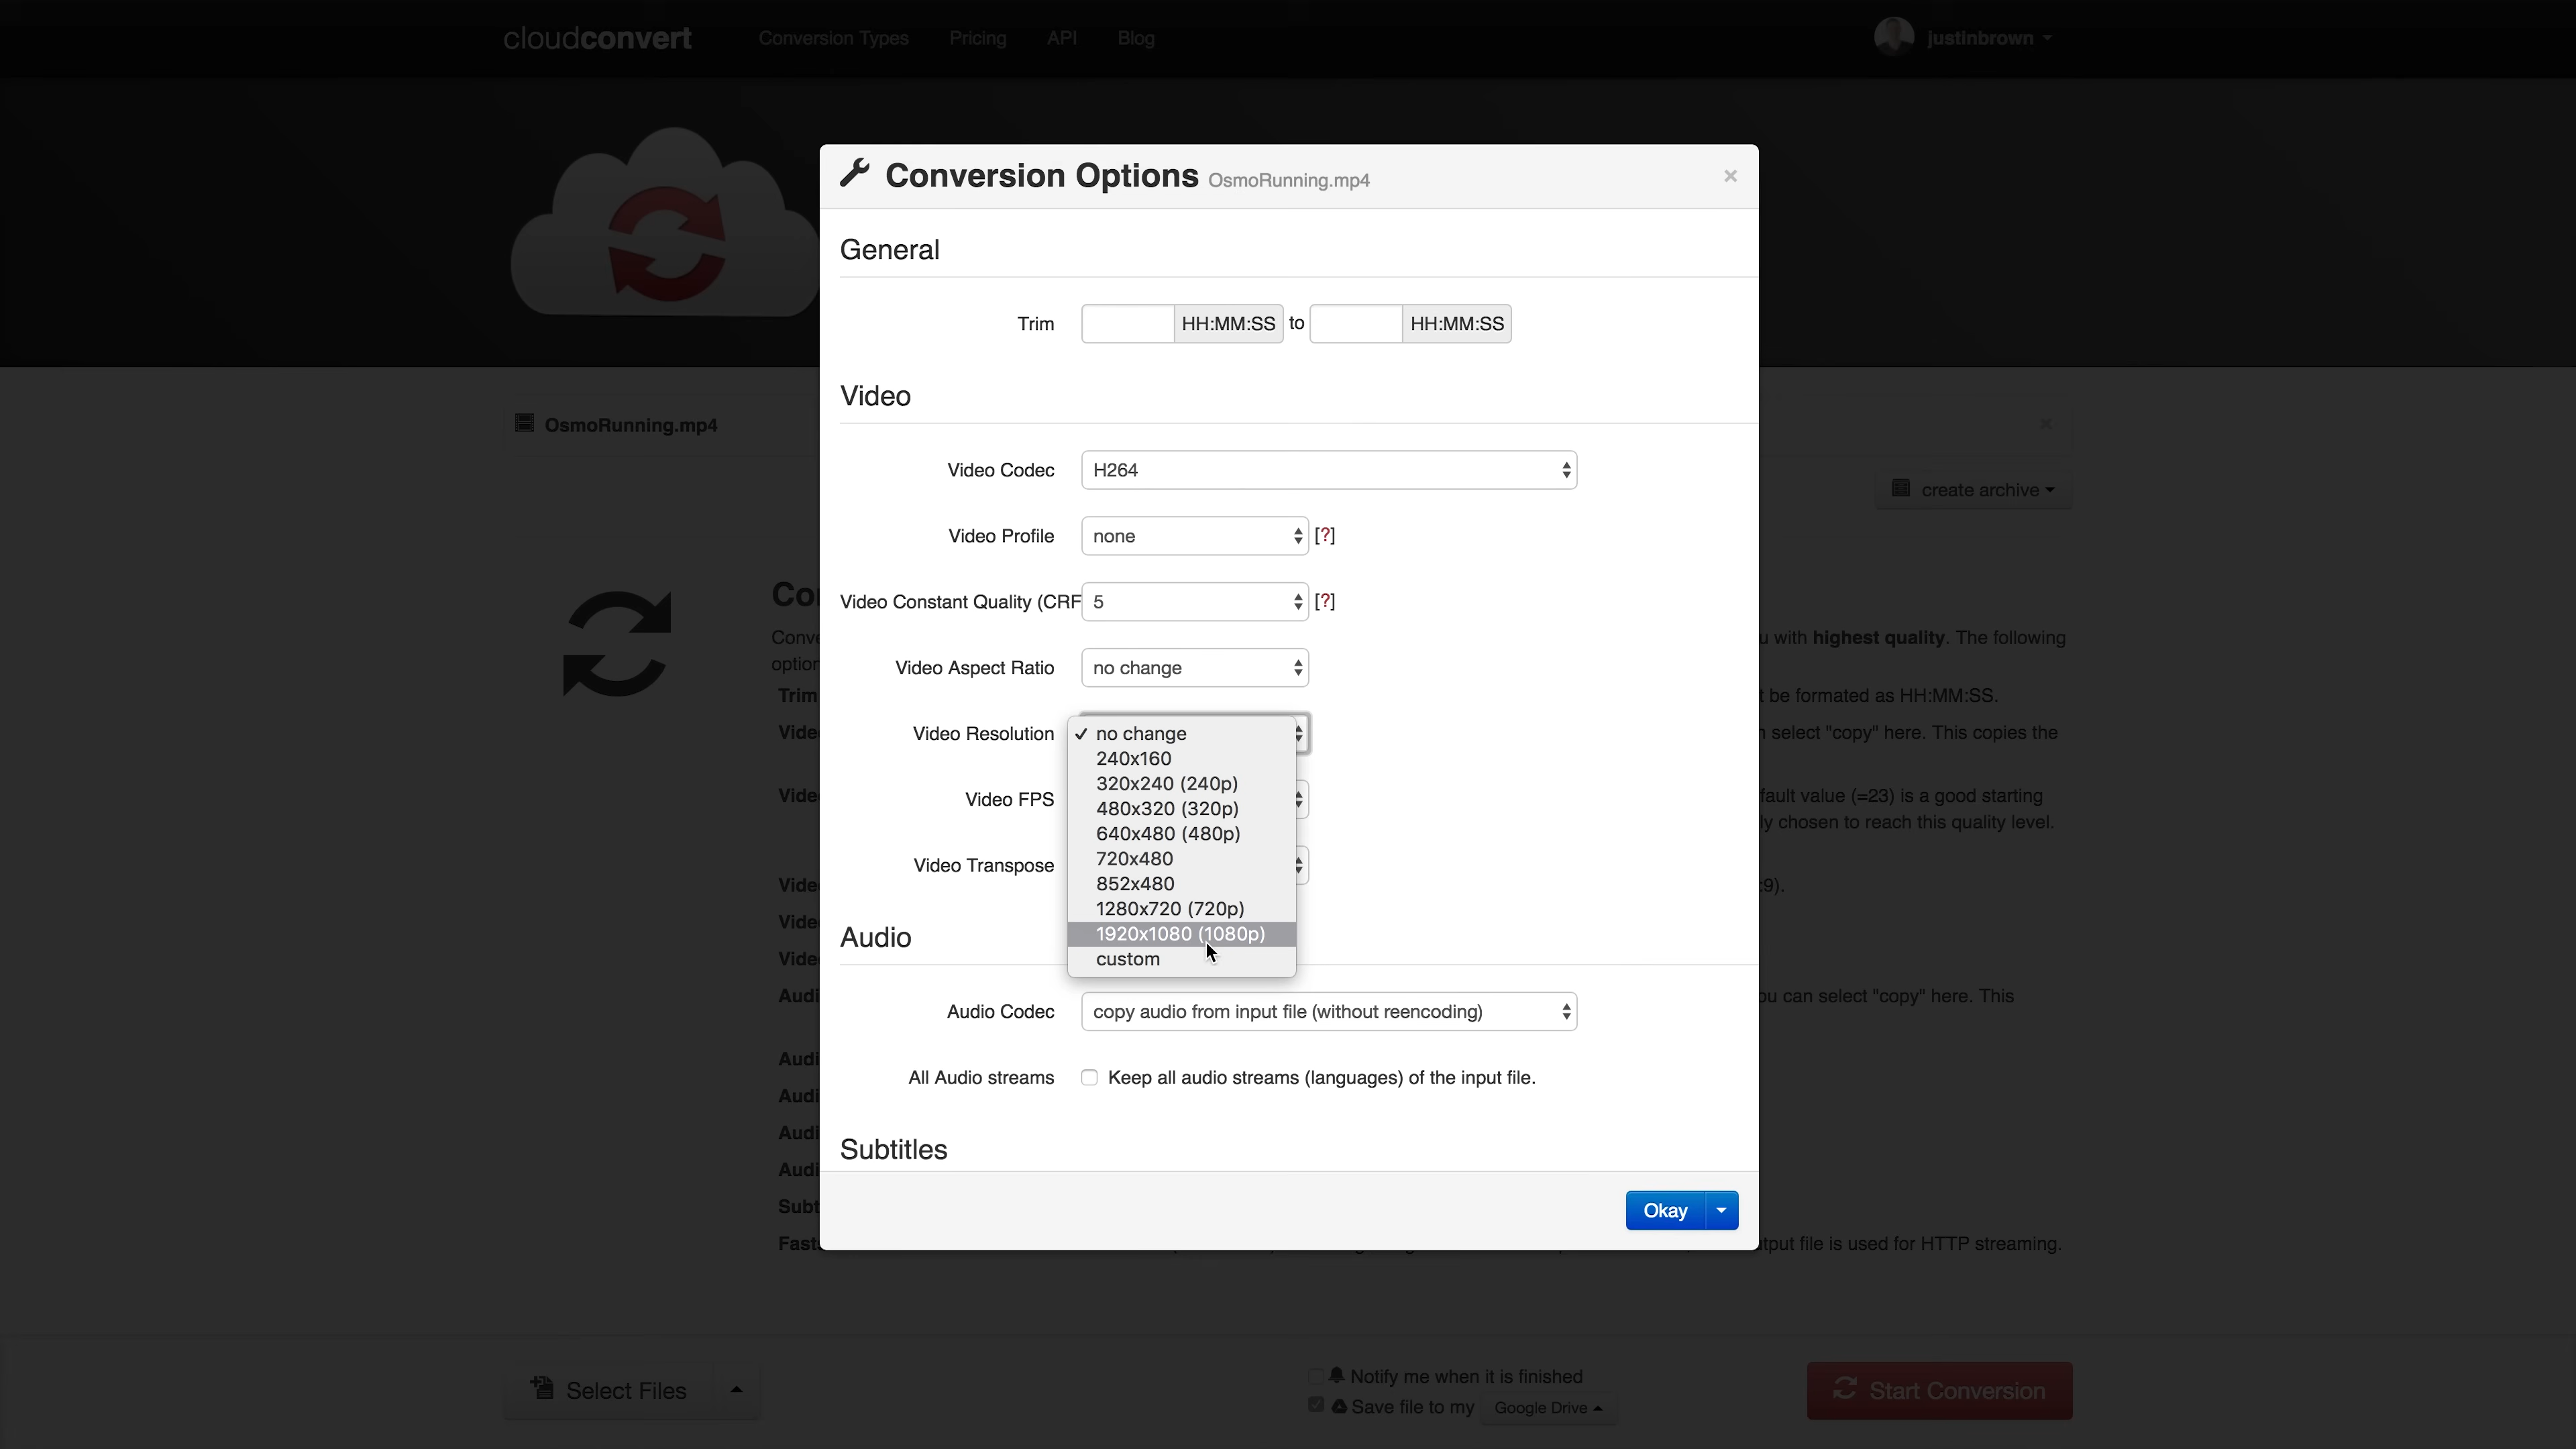 cloudconvert Conversion Types Pricing API Blog justinbrown
Conversion Options OsmoRunning.mp4 ×
General
Trim HH:MM:SS to HH:MM:SS
Video
OsmoRunning.mp4 ×
Video Codec H264
create archive
Video Profile none [?]
Video Constant Quality (CRF 5 [?]
Video Aspect Ratio no change
with highest quality. The following
Trim be formated as HH:MM:SS.
Video Resolution ✓ no change
select "copy" here. This copies the
240x160
320x240 (240p)
Video FPS
value (=23) is a good starting
480x320 (320p)
chosen to reach this quality level.
640x480 (480p)
720x480
Video Transpose
852x480
1280x720 (720p)
Audio
1920x1080 (1080p)
custom
can select "copy" here. This
Audio Codec copy audio from input file (without reencoding)
All Audio streams Keep all audio streams (languages) of the input file.
Subtitles
Okay
file is used for HTTP streaming.
Select Files
Notify me when it is finished
Save file to my Google Drive
Start Conversion